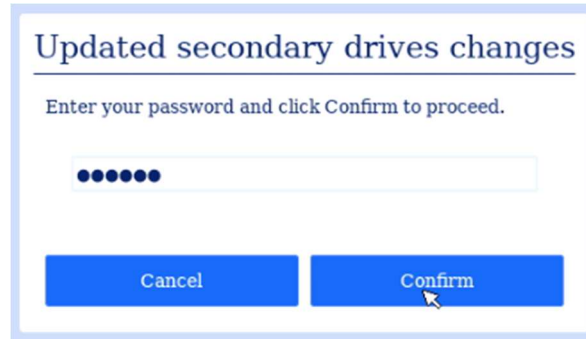 Updated secondary drives changes
Enter your password and click Confirm to proceed.
●●●●●●
Cancel
Confirm